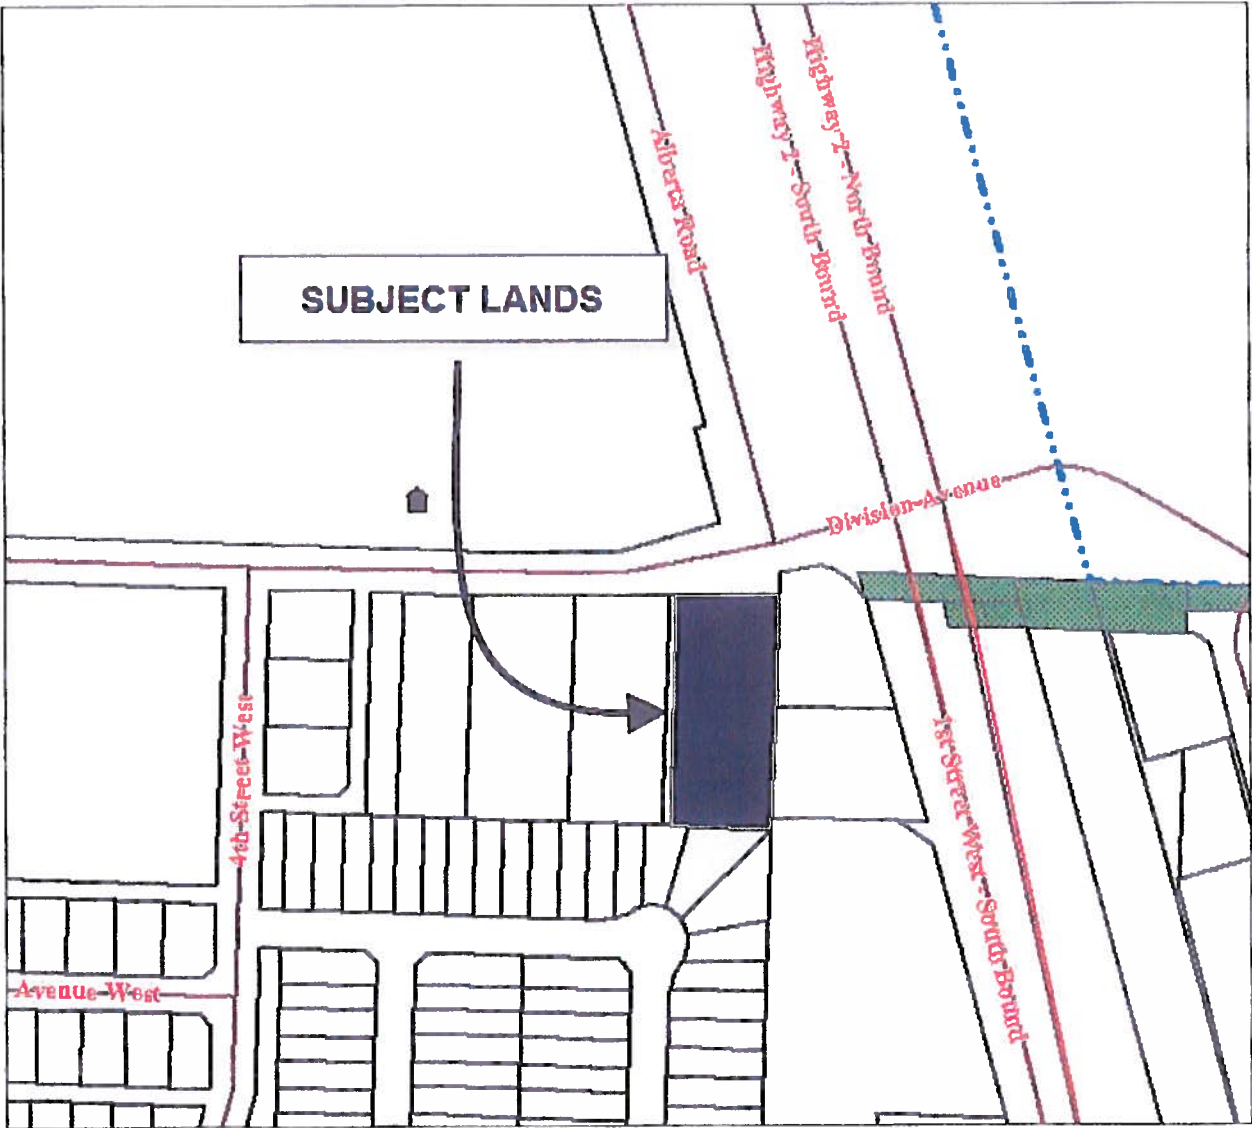 Alberta Road
Highway 2 - South Bound
Highway 2 - North Bound
SUBJECT LANDS
Division Avenue
4th Street West
1st Street West South Bound
Avenue West